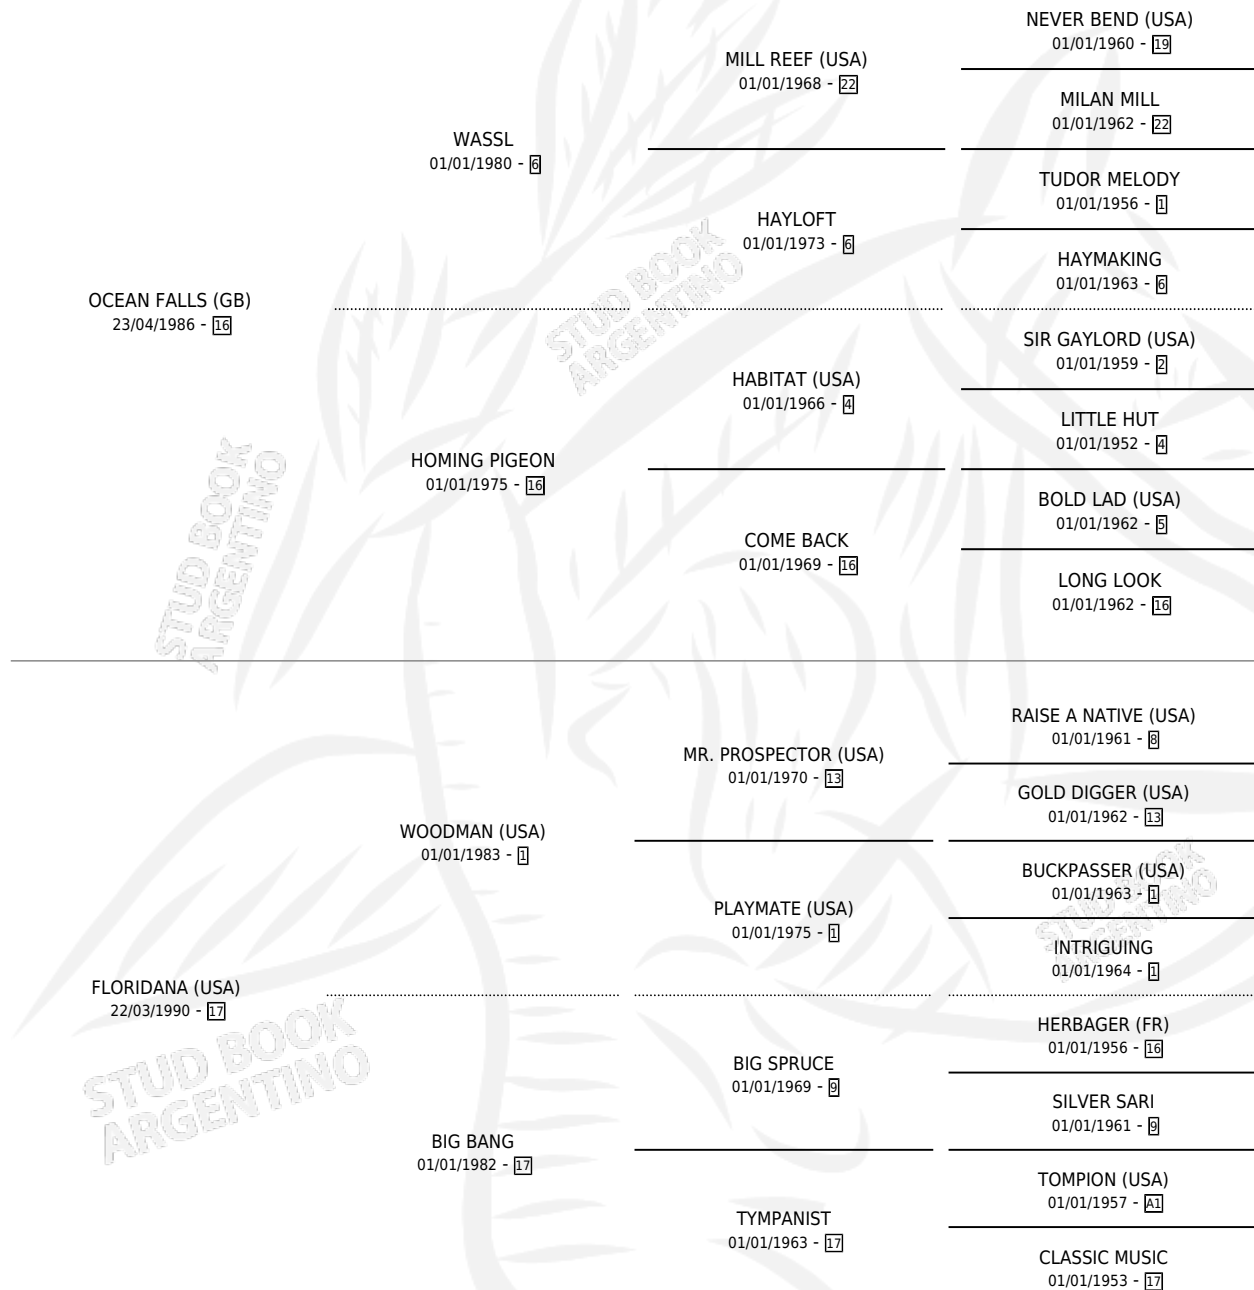 NEVER BEND (USA)
01/01/1960 - 19
MILL REEF (USA)
01/01/1968 - 22
MILAN MILL
01/01/1962 - 22
WASSL
01/01/1980 - 6
TUDOR MELODY
01/01/1956 - 1
HAYLOFT
01/01/1973 - 6
HAYMAKING
01/01/1963 - 6
OCEAN FALLS (GB)
23/04/1986 - 16
SIR GAYLORD (USA)
01/01/1959 - 2
HABITAT (USA)
01/01/1966 - 4
LITTLE HUT
01/01/1952 - 4
HOMING PIGEON
01/01/1975 - 16
BOLD LAD (USA)
01/01/1962 - 5
COME BACK
01/01/1969 - 16
LONG LOOK
01/01/1962 - 16
RAISE A NATIVE (USA)
01/01/1961 - 8
MR. PROSPECTOR (USA)
01/01/1970 - 13
GOLD DIGGER (USA)
01/01/1962 - 13
WOODMAN (USA)
01/01/1983 - 1
BUCKPASSER (USA)
01/01/1963 - 1
PLAYMATE (USA)
01/01/1975 - 1
INTRIGUING
01/01/1964 - 1
FLORIDANA (USA)
22/03/1990 - 17
HERBAGER (FR)
01/01/1956 - 16
BIG SPRUCE
01/01/1969 - 9
SILVER SARI
01/01/1961 - 9
BIG BANG
01/01/1982 - 17
TOMPION (USA)
01/01/1957 - A1
TYMPANIST
01/01/1963 - 17
CLASSIC MUSIC
01/01/1953 - 17
STUD BOOK
ARGENTINO
STUD BOOK
ARGENTINO
STUD BOOK
ARGENTINO
STUD BOOK
ARGENTINO